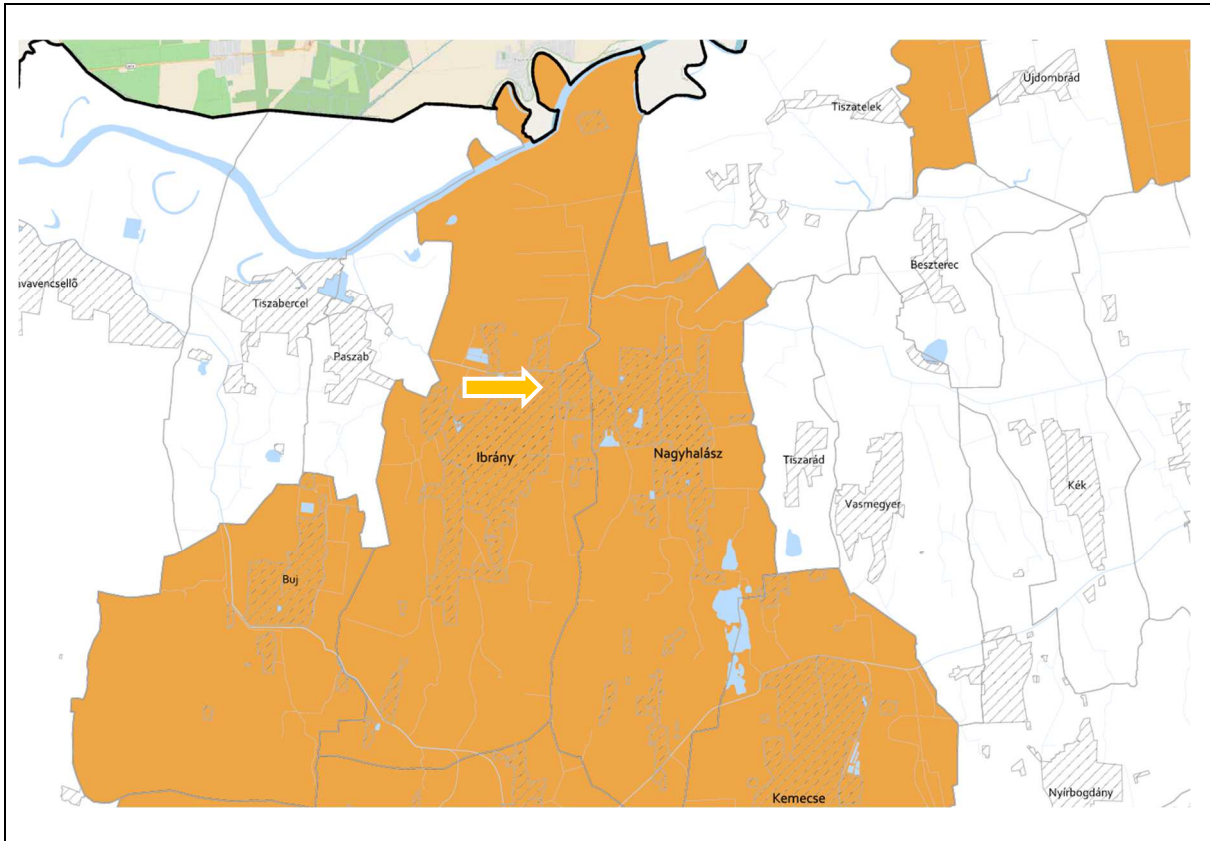 Újdombrád
Tiszatelek
Beszterec
avavencsellő
Tiszabercel
Paszab
Ibrány
Nagyhalász
Tiszarád
Kék
Vasmegyer
Buj
Kemecse
Nyírbogdány